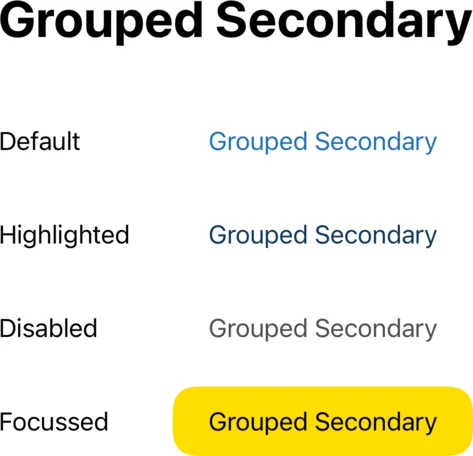 Grouped Secondary
Default Grouped Secondary
Highlighted Grouped Secondary
Disabled Grouped Secondary
Focussed Grouped Secondary